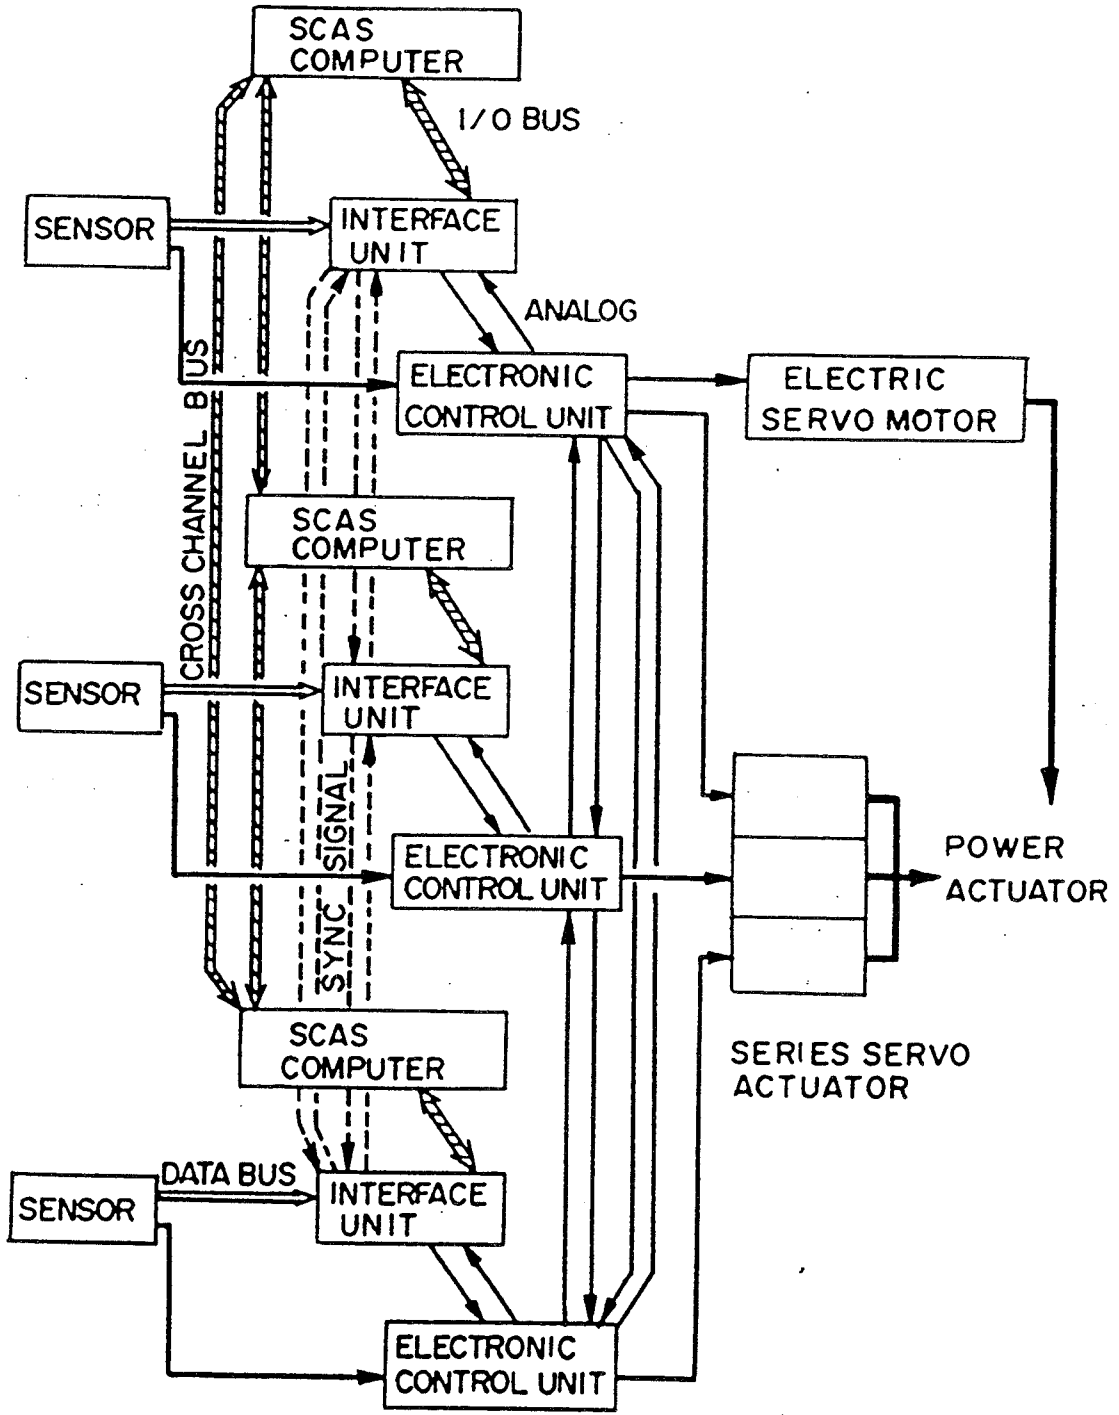 SCAS
COMPUTER
I/O BUS
SENSOR
INTERFACE
UNIT
ANALOG
ELECTRONIC
CONTROL UNIT
ELECTRIC
SERVO MOTOR
CROSS CHANNEL BUS
SCAS
COMPUTER
SENSOR
INTERFACE
UNIT
SYNC SIGNAL
ELECTRONIC
CONTROL UNIT
POWER
ACTUATOR
SCAS
COMPUTER
SERIES SERVO
ACTUATOR
DATA BUS
SENSOR
INTERFACE
UNIT
ELECTRONIC
CONTROL UNIT